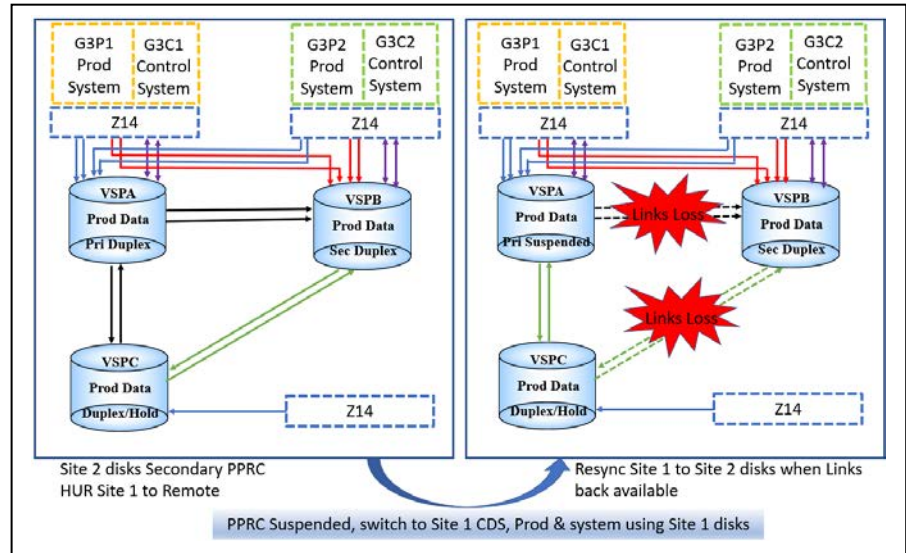 G3P1 Prod System
G3C1 Control System
G3P2 Prod System
G3C2 Control System
Z14
Z14
VSPA
Prod Data
Pri Duplex
VSPB
Prod Data
Sec Duplex
VSPC
Prod Data
Duplex/Hold
Z14
G3P1 Prod System
G3C1 Control System
G3P2 Prod System
G3C2 Control System
Z14
Z14
VSPA
Prod Data
Pri Suspended
Links Loss
VSPB
Prod Data
Sec Duplex
Links Loss
VSPC
Prod Data
Duplex/Hold
Z14
Site 2 disks Secondary PPRC
HUR Site 1 to Remote
Resync Site 1 to Site 2 disks when Links
back available
PPRC Suspended, switch to Site 1 CDS, Prod & system using Site 1 disks